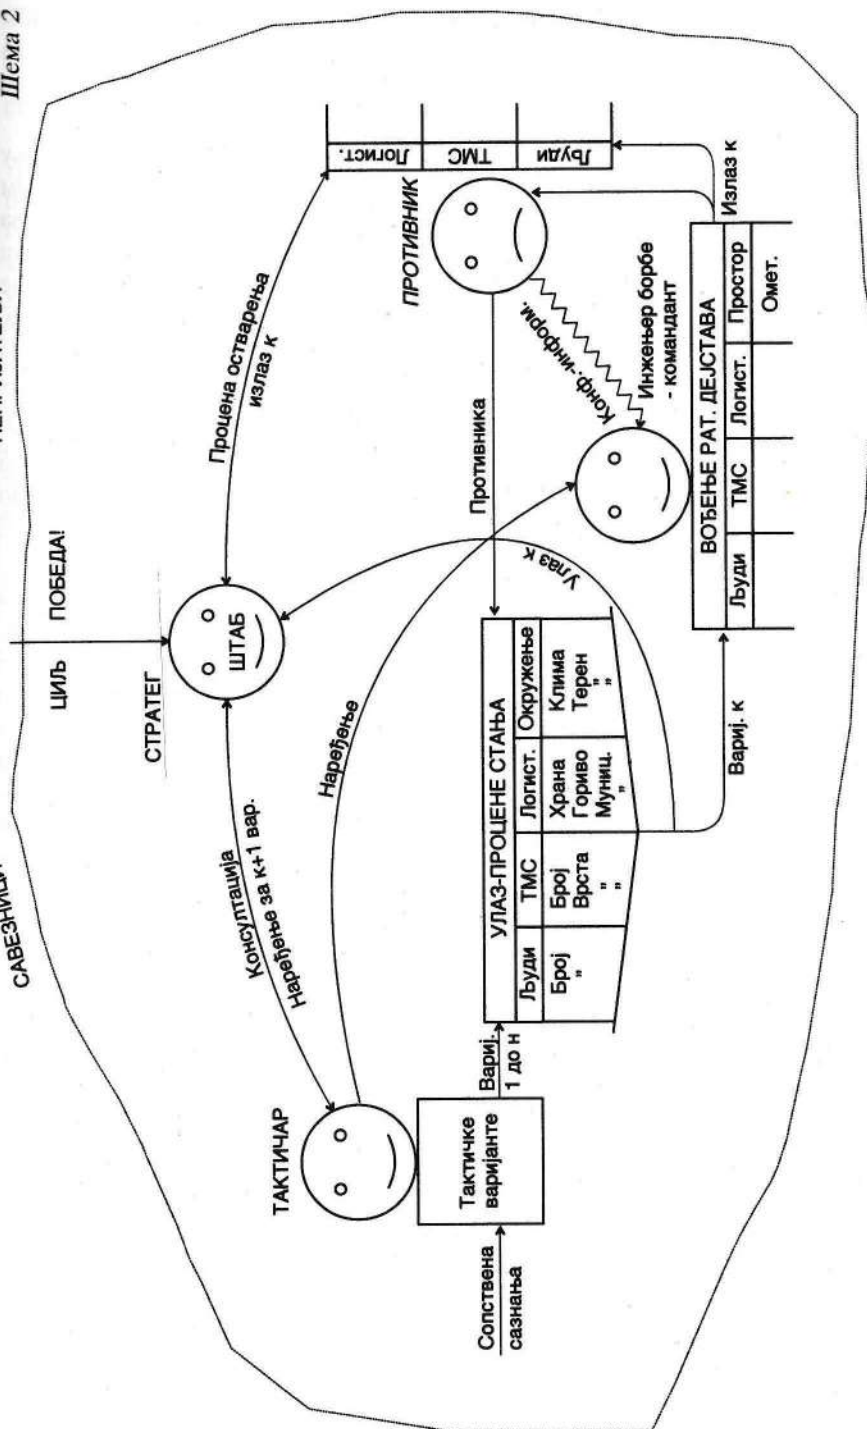 Шема 2
САВЕЗНИЦИ
ЦИЉ ПОБЕДА!
СТРАТЕГ
ШТАБ
ТАКТИЧАР
Консултација
Наређење за к+1 вар.
Наређење
Процена остварења
излаз к
ПРОТИВНИК
Логист.
ТМС
Људи
Противника
Конф.-информ.
Улаз к
Инжењер борбе
- командант
Сопствена
сазнања
Тактичке
варијанте
Вариј.
1 до н
УЛАЗ-ПРОЦЕНЕ СТАЊА
Људи ТМС Логист. Окружење
Број Број Храна Клима
„ Врста Гориво Терен
„ Муниц. „
„ „ „
Вариј. к
ВОЂЕЊЕ РАТ. ДЕЈСТАВА
Људи ТМС Логист. Простор
Омет.
Излаз к